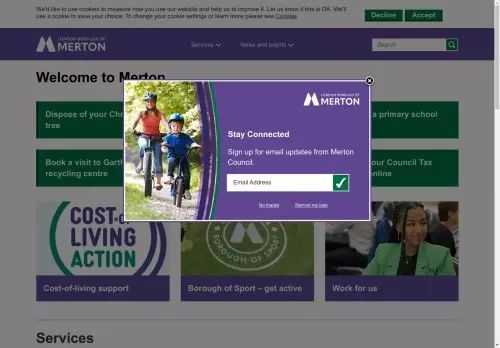 We'd like to use cookies to measure how you use our website and help us to improve it. Let us know if this is OK. We'll
use a cookie to save your choice. To change your cookie settings or learn more please see Cookies
Decline
Accept
LONDON BOROUGH OF
MERTON
Services
News and events
Search
Welcome to Merton
Dispose of your Chr
tree
a primary school
Book a visit to Garth
recycling centre
our Council Tax
online
LONDON BOROUGH OF
MERTON
Stay Connected
Sign up for email updates from Merton
Council.
Email Address
No thanks
Remind me later
COST-of
LIVING
ACTION
BOROUGH OF SPORT
Cost-of-living support
Borough of Sport – get active
Work for us
Services